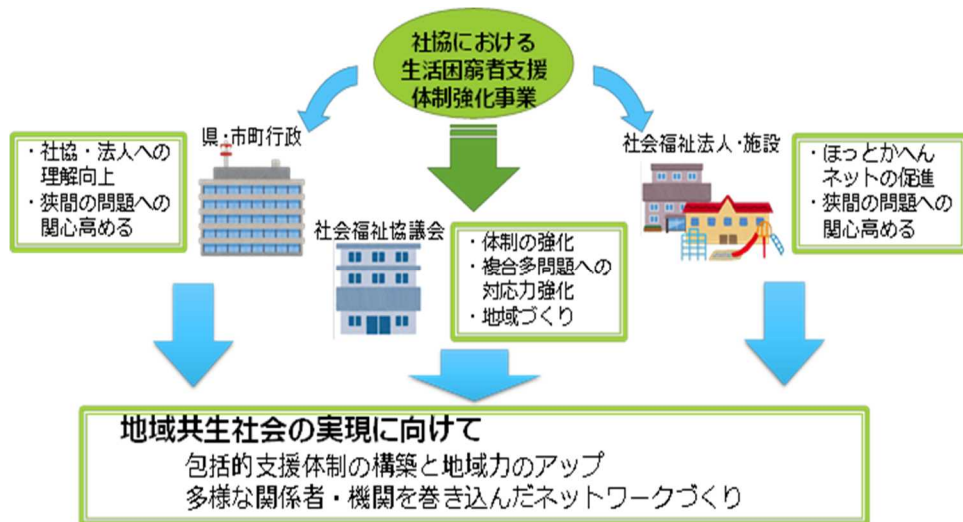 社協における
生活困窮者支援
体制強化事業
県・市町行政
・社協・法人への
理解向上
・狭間の問題への
関心高める
社会福祉協議会
・体制の強化
・複合多問題への
対応力強化
・地域づくり
社会福祉法人・施設
・ほっとかへん
ネットの促進
・狭間の問題への
関心高める
地域共生社会の実現に向けて
包括的支援体制の構築と地域力のアップ
多様な関係者・機関を巻き込んだネットワークづくり